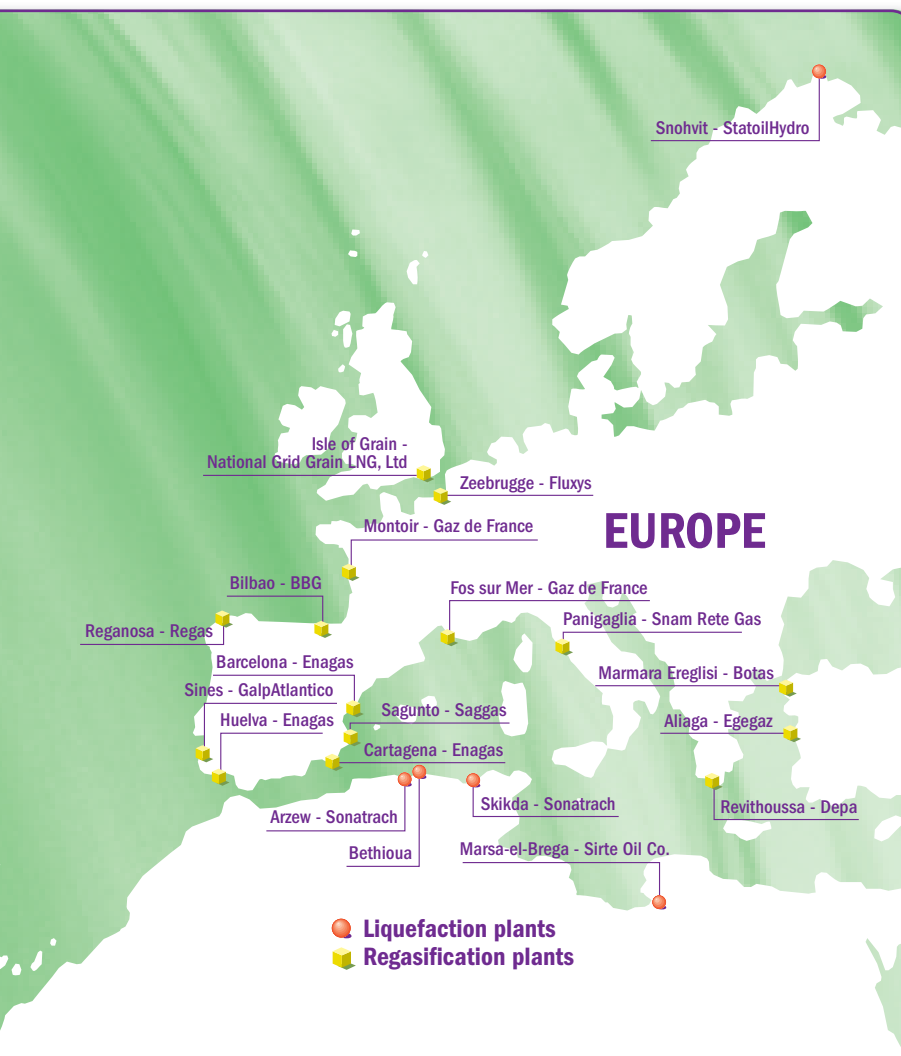 Snohvit - StatoilHydro
Isle of Grain -
National Grid Grain LNG, Ltd
Zeebrugge - Fluxys
EUROPE
Montoir - Gaz de France
Bilbao - BBG
Fos sur Mer - Gaz de France
Reganosa - Regas
Panigaglia - Snam Rete Gas
Barcelona - Enagas
Marmara Ereglisi - Botas
Sines - GalpAtlantico
Sagunto - Saggas
Huelva - Enagas
Aliaga - Egegaz
Cartagena - Enagas
Skikda - Sonatrach
Revithoussa - Depa
Arzew - Sonatrach
Bethioua
Marsa-el-Brega - Sirte Oil Co.
Liquefaction plants
Regasification plants